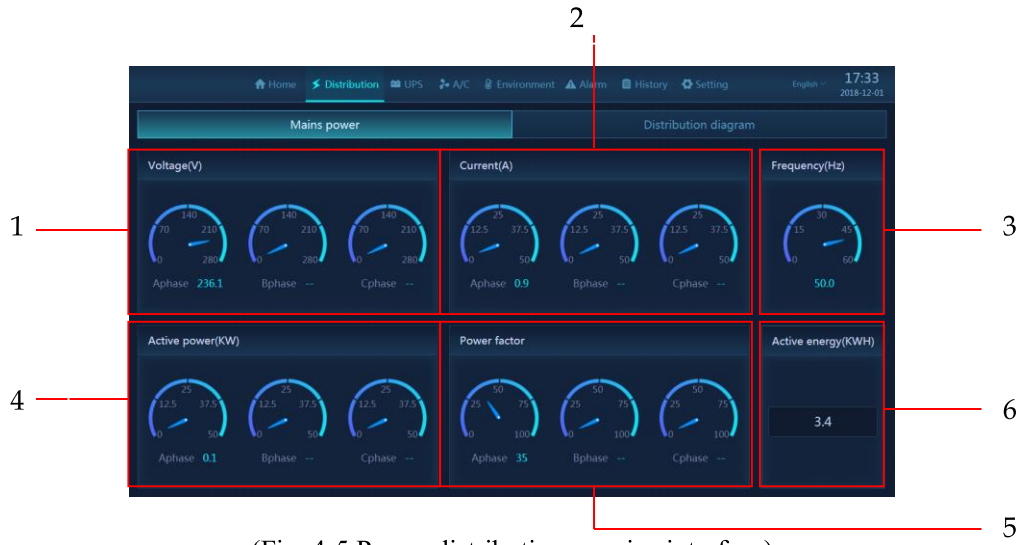 2
Home Distribution UPS A/C Environment Alarm History Setting English 17:33
2018-12-01
Mains power Distribution diagram
Voltage(V) Current(A) Frequency(Hz)
140 140 140 25 25 25 30
70 210 70 210 70 210 12.5 37.5 12.5 37.5 12.5 37.5 15 45
1 3
0 280 0 280 0 280 0 50 0 50 0 50 0 60
Aphase 236.1 Bphase -- Cphase -- Aphase 0.9 Bphase -- Cphase -- 50.0
Active power(KW) Power factor Active energy(KWH)
25 25 25 50 50 50
12.5 37.5 12.5 37.5 12.5 37.5 25 75 25 75 25 75
4 6
3.4
0 50 0 50 0 50 0 100 0 100 0 100
Aphase 0.1 Bphase -- Cphase -- Aphase 35 Bphase -- Cphase --
5